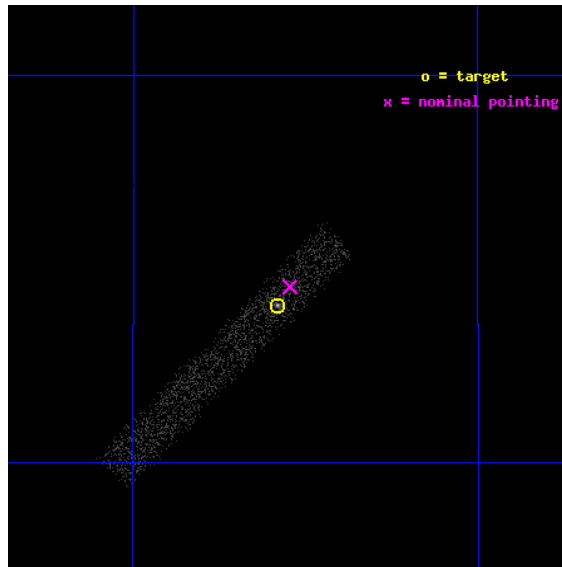 o = target
x = nominal pointing